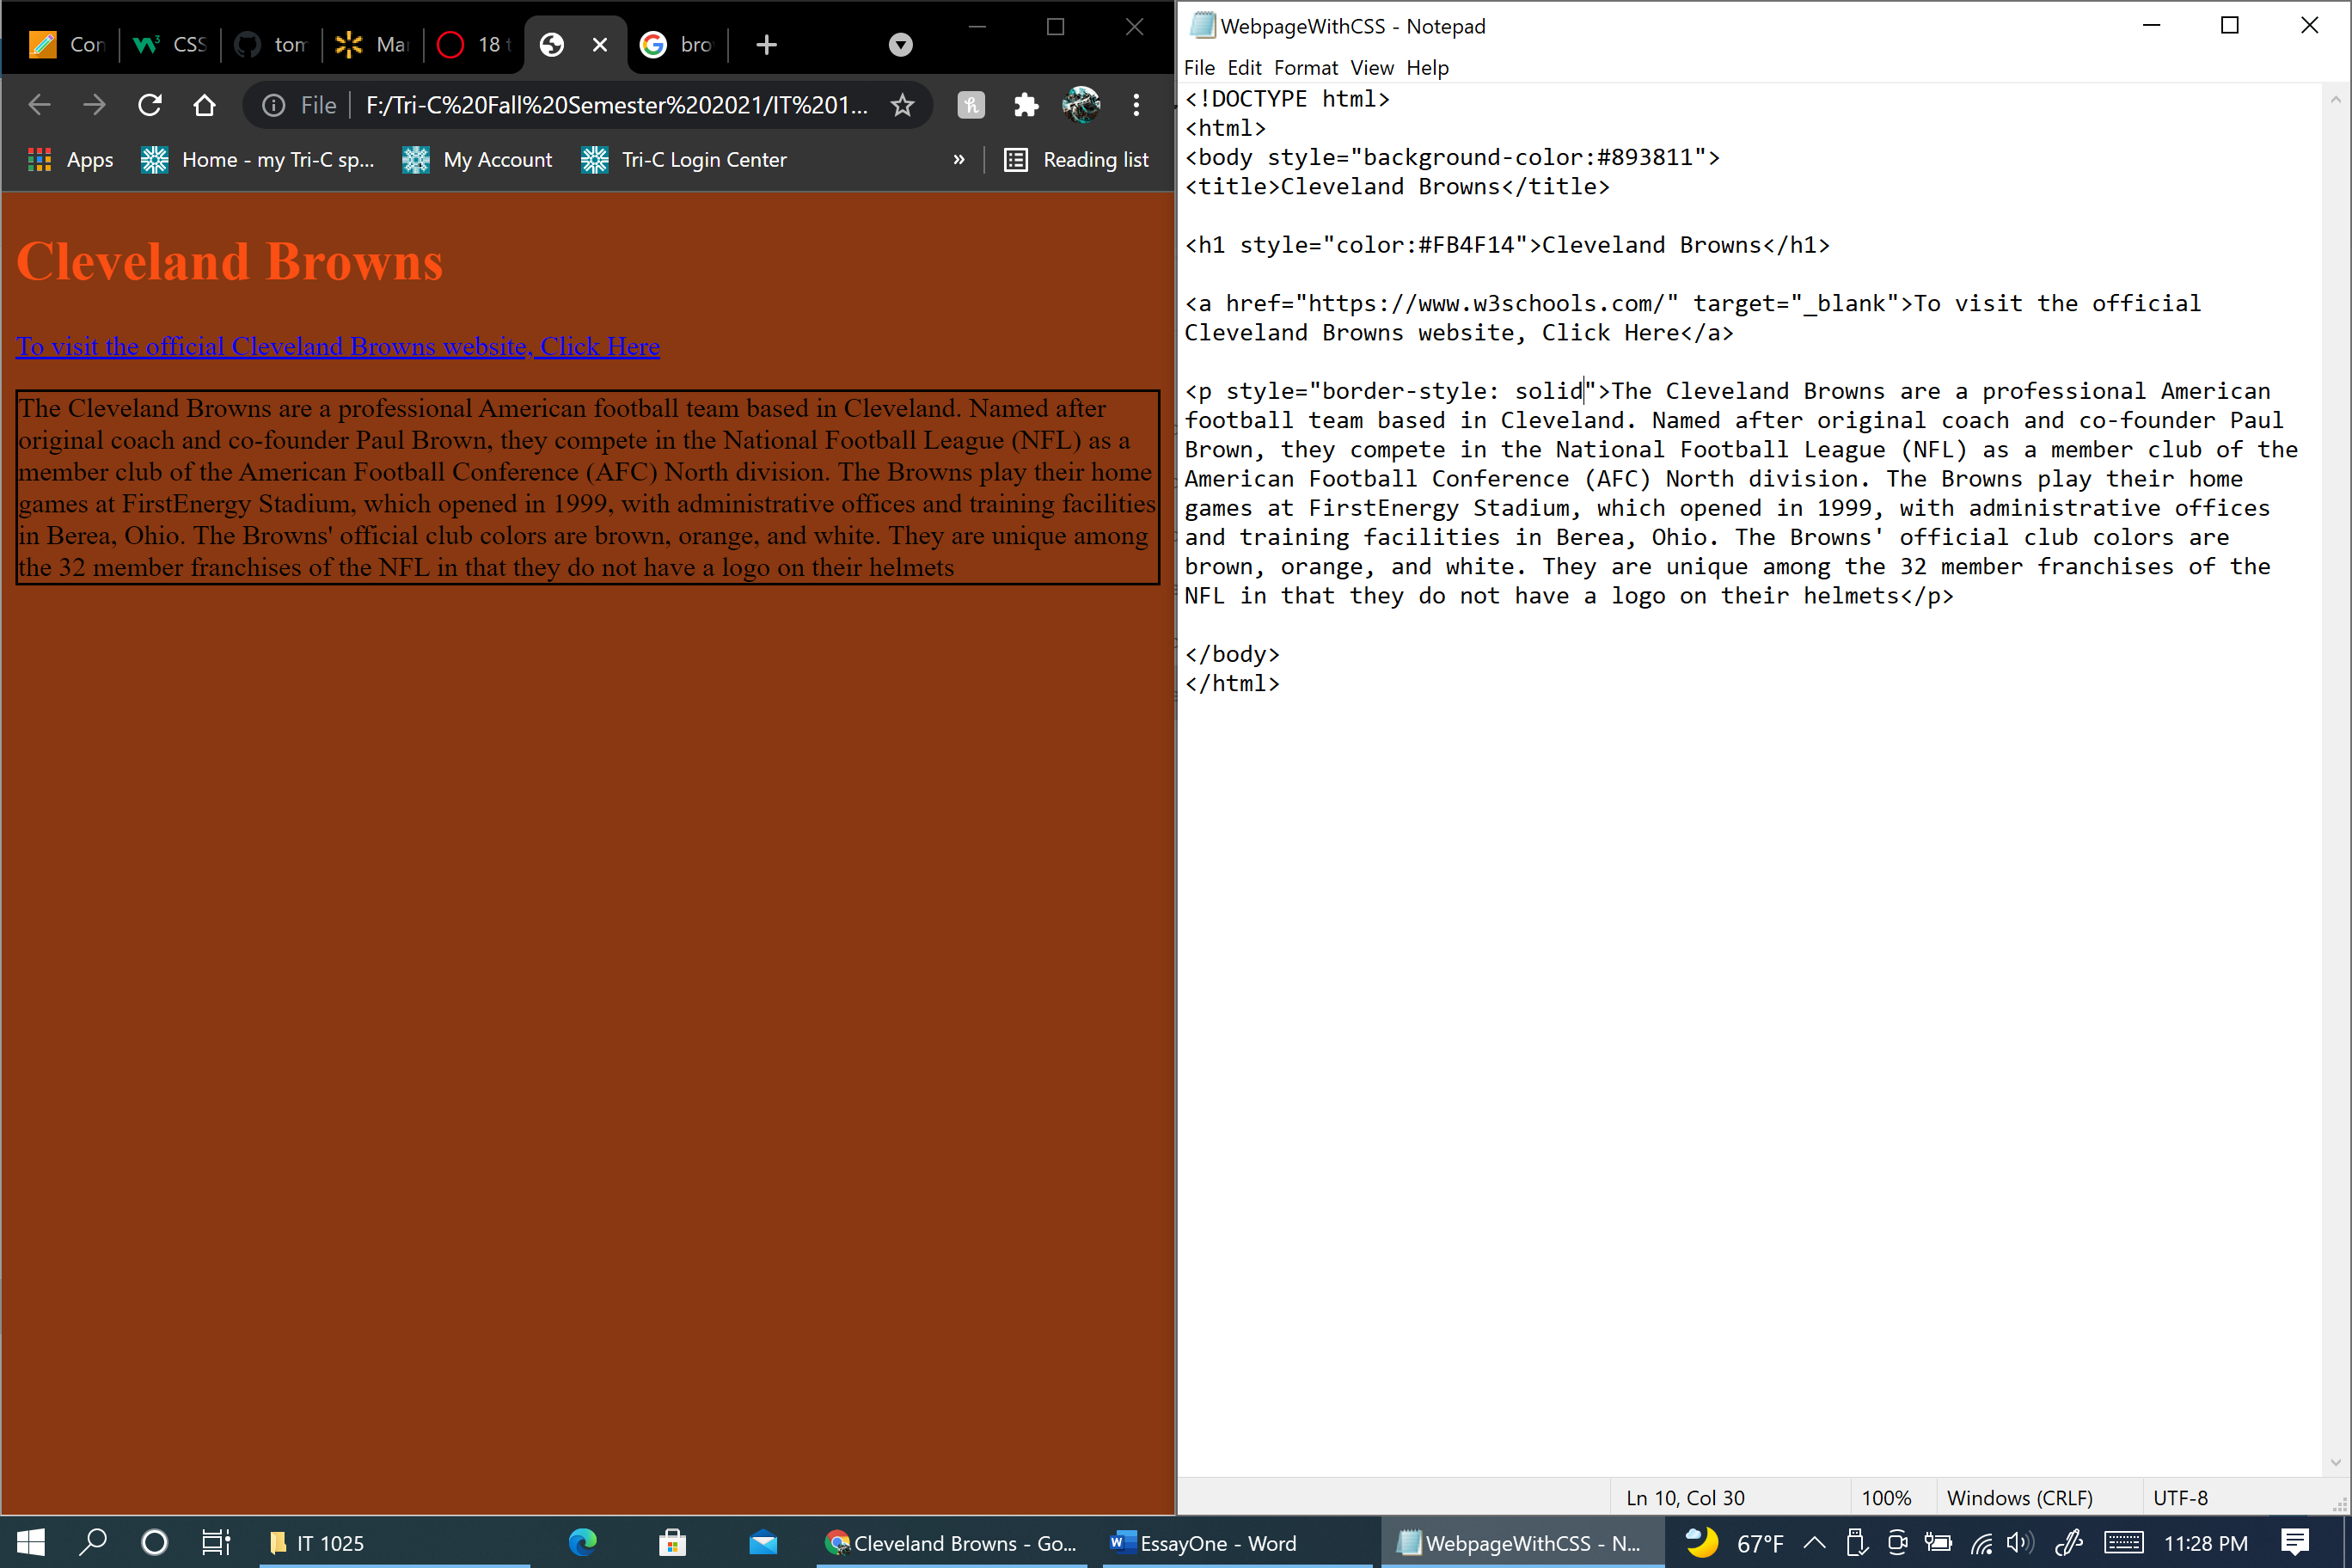 Con
CSS
tom
Mar
18 t
bro
File
F:/Tri-C%20Fall%20Semester%202021/IT%201...
Apps
Home - my Tri-C sp...
My Account
Tri-C Login Center
»
Reading list
Cleveland Browns
To visit the official Cleveland Browns website, Click Here
The Cleveland Browns are a professional American football team based in Cleveland. Named after
original coach and co-founder Paul Brown, they compete in the National Football League (NFL) as a
member club of the American Football Conference (AFC) North division. The Browns play their home
games at FirstEnergy Stadium, which opened in 1999, with administrative offices and training facilities
in Berea, Ohio. The Browns' official club colors are brown, orange, and white. They are unique among
the 32 member franchises of the NFL in that they do not have a logo on their helmets
WebpageWithCSS - Notepad
File Edit Format View Help
<!DOCTYPE html>
<html>
<body style="background-color:#893811">
<title>Cleveland Browns</title>
<h1 style="color:#FB4F14">Cleveland Browns</h1>
<a href="https://www.w3schools.com/" target="_blank">To visit the official
Cleveland Browns website, Click Here</a>
<p style="border-style: solid">The Cleveland Browns are a professional American
football team based in Cleveland. Named after original coach and co-founder Paul
Brown, they compete in the National Football League (NFL) as a member club of the
American Football Conference (AFC) North division. The Browns play their home
games at FirstEnergy Stadium, which opened in 1999, with administrative offices
and training facilities in Berea, Ohio. The Browns' official club colors are
brown, orange, and white. They are unique among the 32 member franchises of the
NFL in that they do not have a logo on their helmets</p>
</body>
</html>
Ln 10, Col 30
100%
Windows (CRLF)
UTF-8
IT 1025
Cleveland Browns - Go...
EssayOne - Word
WebpageWithCSS - N...
67°F
11:28 PM